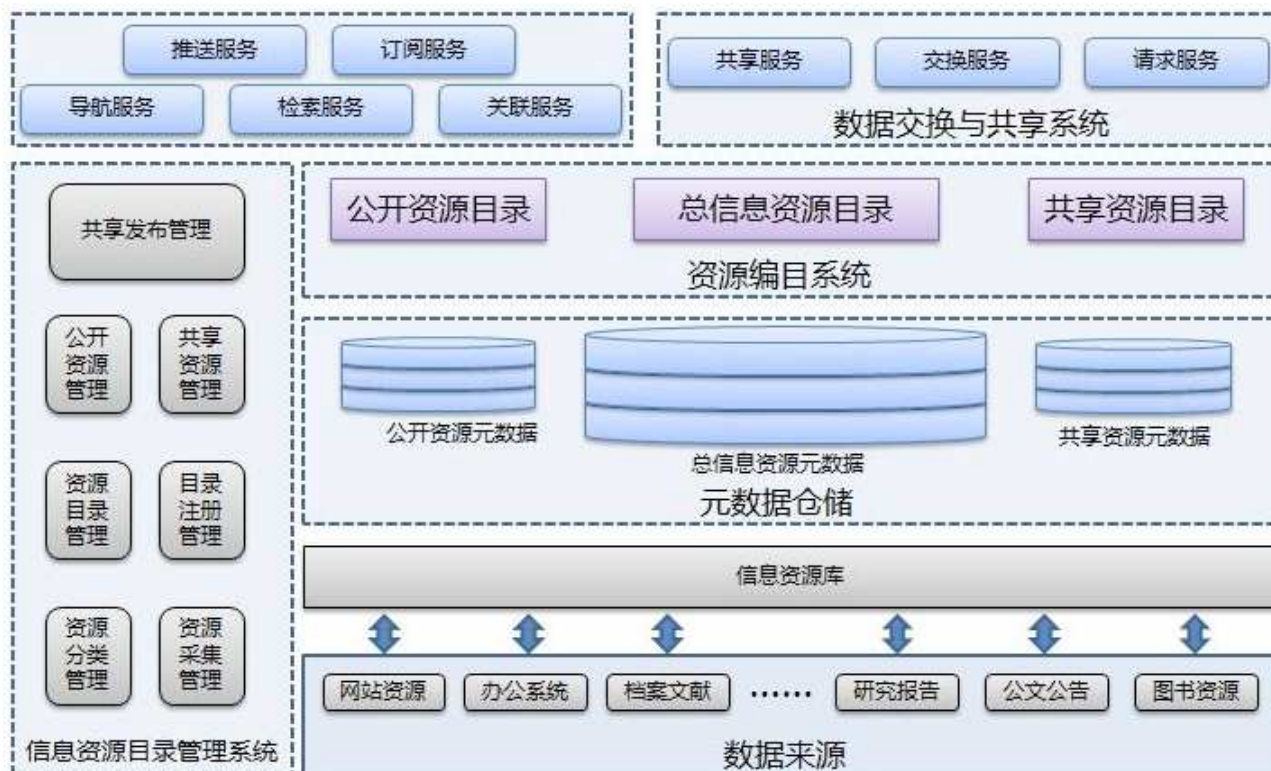 推送服务
订阅服务
导航服务
检索服务
关联服务
共享服务
交换服务
请求服务
数据交换与共享系统
共享发布管理
公开
资源
管理
共享
资源
管理
资源
目录
管理
目录
注册
管理
资源
分类
管理
资源
采集
管理
信息资源目录管理系统
公开资源目录
总信息资源目录
共享资源目录
资源编目系统
公开资源元数据
总信息资源元数据
共享资源元数据
元数据仓储
信息资源库
网站资源
办公系统
档案文献
……
研究报告
公文公告
图书资源
数据来源